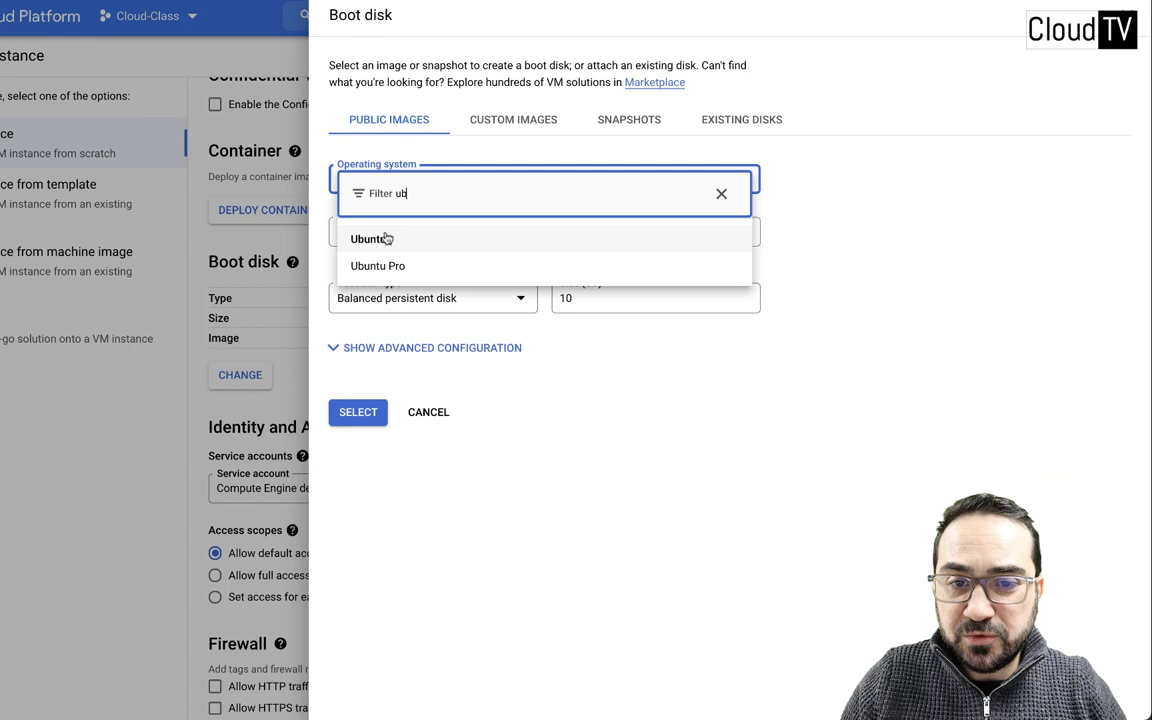 ud Platform
Cloud-Class
stance
, select one of the options:
ce
M instance from scratch
ce from template
M instance from an existing
ce from machine image
M instance from an existing
-go solution onto a VM instance
Confidential V
Enable the Confi
Container
Deploy a container ima
DEPLOY CONTAIN
Boot disk
Type
Size
Image
CHANGE
Identity and A
Service accounts
Service account
Compute Engine de
Access scopes
Allow default acc
Allow full access
Set access for ea
Firewall
Add tags and firewall r
Allow HTTP traff
Allow HTTPS tra
Boot disk
Cloud TV
Select an image or snapshot to create a boot disk; or attach an existing disk. Can't find
what you're looking for? Explore hundreds of VM solutions in Marketplace
PUBLIC IMAGES
CUSTOM IMAGES
SNAPSHOTS
EXISTING DISKS
Operating system
Filter ub
Ubuntu
Ubuntu Pro
Balanced persistent disk
10
SHOW ADVANCED CONFIGURATION
SELECT
CANCEL